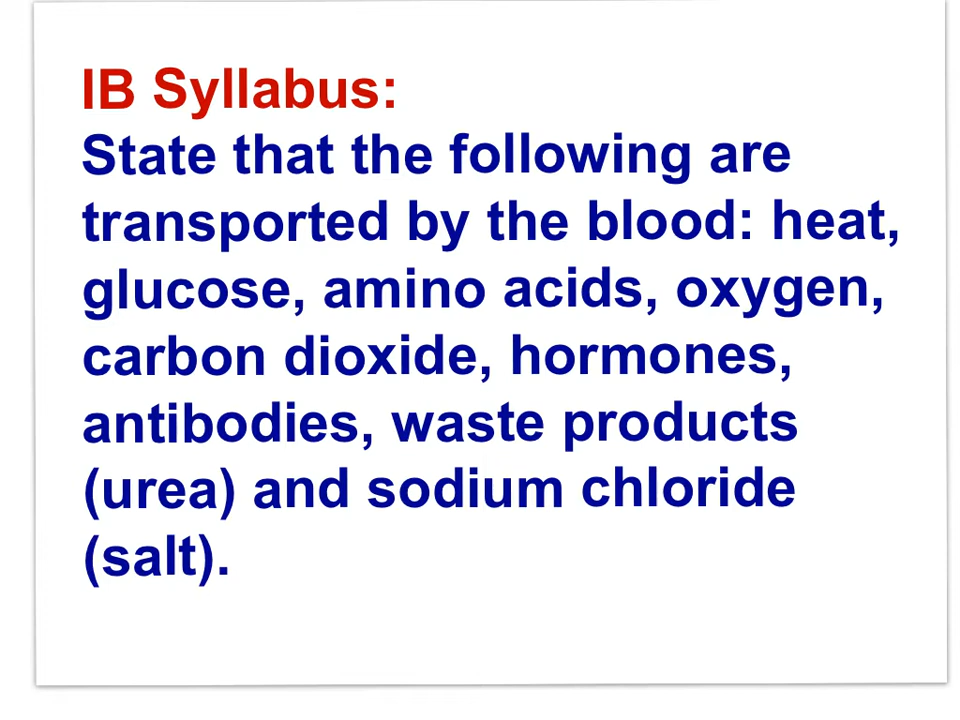 IB Syllabus:
State that the following are
transported by the blood: heat,
glucose, amino acids, oxygen,
carbon dioxide, hormones,
antibodies, waste products
(urea) and sodium chloride
(salt).